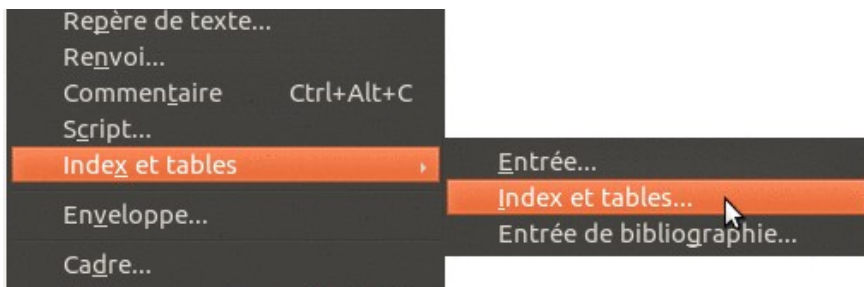 Repère de texte...
Renvoi...
Commentaire Ctrl+Alt+C
Script...
Index et tables
Entrée...
Index et tables...
Entrée de bibliographie...
Enveloppe...
Cadre...